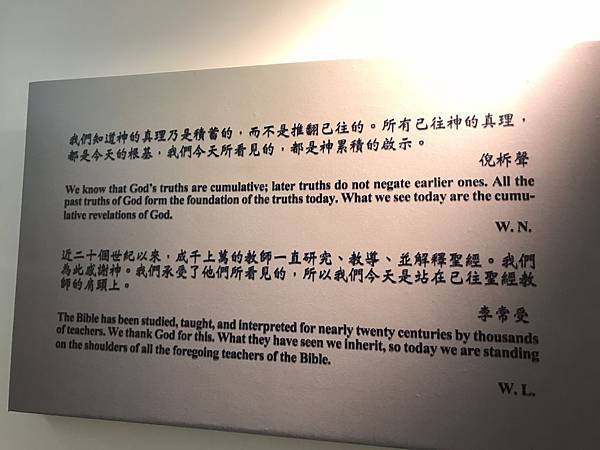 我們知道神的真理乃是積蓄的，而不是推翻已往的。所有已往神的真理，
都是今天的根基，我們今天所看見的，都是神累積的啟示。
倪柝聲
We know that God's truths are cumulative; later truths do not negate earlier ones. All the
past truths of God form the foundation of the truths today. What we see today are the cumu-
lative revelations of God.
W. N.
近二十個世紀以來，成千上萬的教師一直研究、教導、並解釋聖經。我們
為此感謝神。我們承受了他們所看見的，所以我們今天是站在已往聖經教
師的肩頭上。
李常受
The Bible has been studied, taught, and interpreted for nearly twenty centuries by thousands
of teachers. We thank God for this. What they have seen we inherit, so today we are standing
on the shoulders of all the foregoing teachers of the Bible.
W. L.